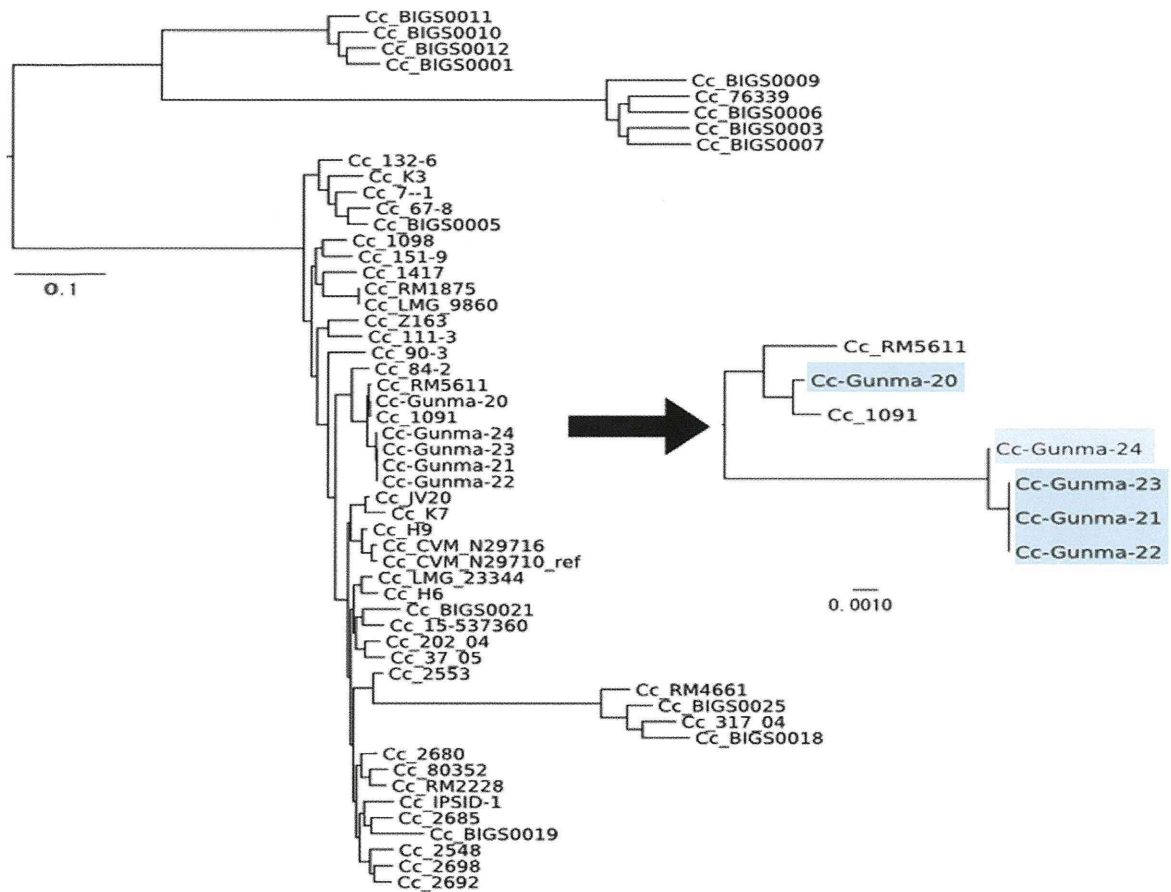 Cc_BIGS0011
Cc_BIGS0010
Cc_BIGS0012
Cc_BIGS0001
Cc_BIGS0009
Cc_76339
Cc_BIGS0006
Cc_BIGS0003
Cc_BIGS0007
Cc_132-6
Cc_K3
Cc_7--1
Cc_67-8
Cc_BIGS0005
Cc_1098
Cc_151-9
Cc_1417
Cc_RM1875
Cc_LMG_9860
Cc_Z163
Cc_111-3
Cc_90-3
Cc_84-2
Cc_RM5611
Cc-Gunma-20
Cc_1091
Cc-Gunma-24
Cc-Gunma-23
Cc-Gunma-21
Cc-Gunma-22
Cc_JV20
Cc_K7
Cc_H9
Cc_CVM_N29716
Cc_CVM_N29710_ref
Cc_LMG_23344
Cc_H6
Cc_BIGS0021
Cc_15-537360
Cc_202_04
Cc_37_05
Cc_2553
Cc_RM4661
Cc_BIGS0025
Cc_317_04
Cc_BIGS0018
Cc_2680
Cc_80352
Cc_RM2228
Cc_IPSID-1
Cc_2685
Cc_BIGS0019
Cc_2548
Cc_2698
Cc_2692
0.1
Cc_RM5611
Cc-Gunma-20
Cc_1091
Cc-Gunma-24
Cc-Gunma-23
Cc-Gunma-21
Cc-Gunma-22
0.0010